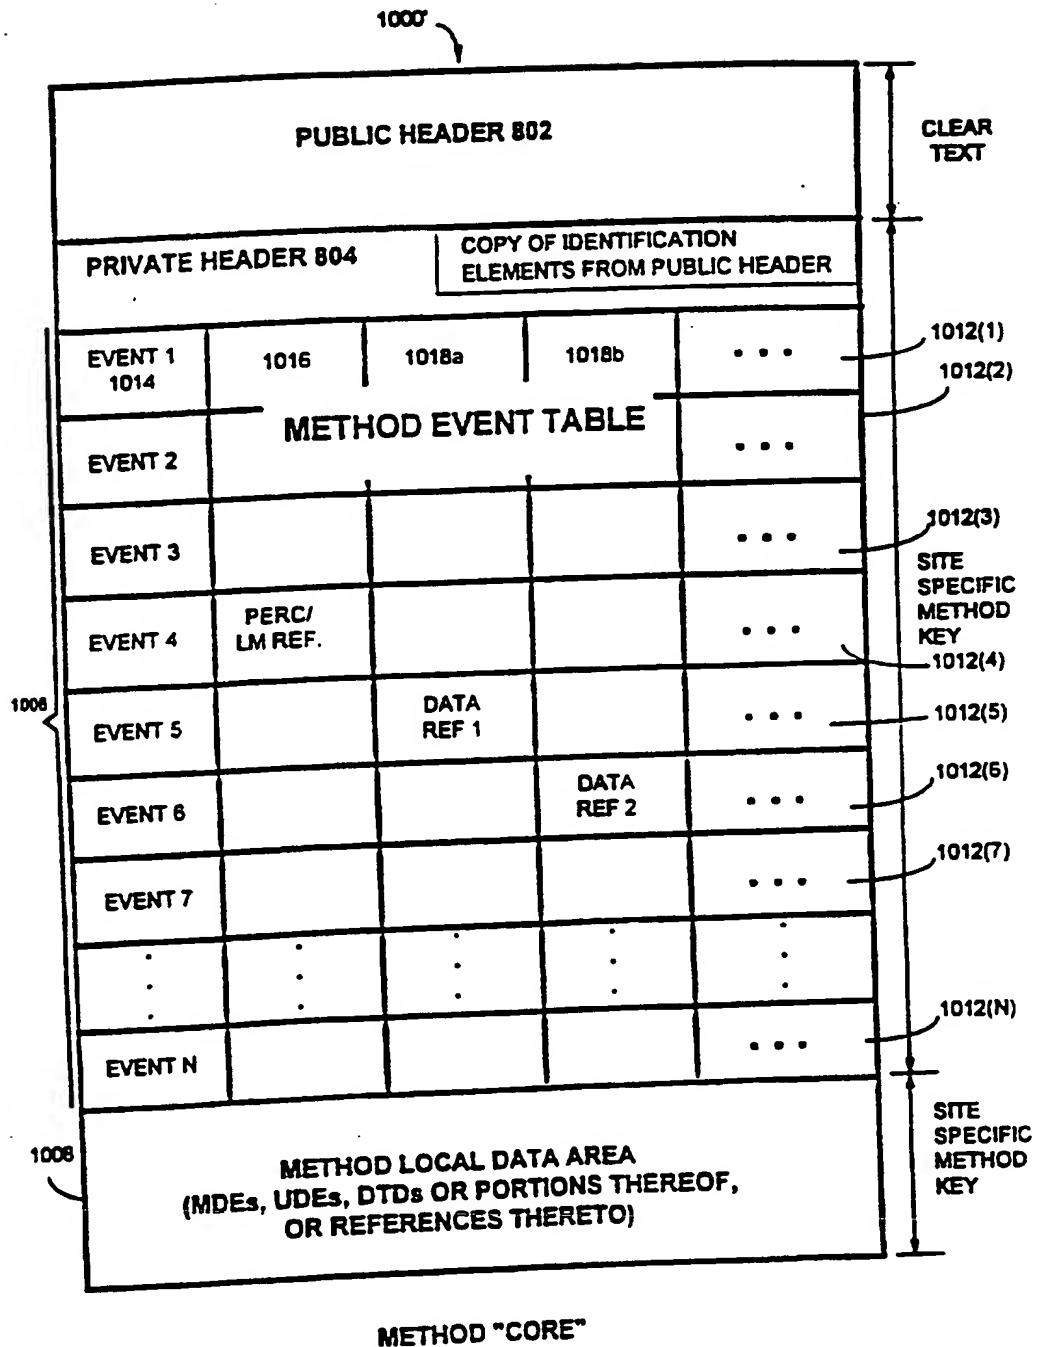 1000'
PUBLIC HEADER 802
CLEAR
TEXT
PRIVATE HEADER 804
COPY OF IDENTIFICATION
ELEMENTS FROM PUBLIC HEADER
EVENT 1
1014
1016
1018a
1018b
• • •
1012(1)
1012(2)
METHOD EVENT TABLE
EVENT 2
• • •
EVENT 3
• • •
1012(3)
SITE
SPECIFIC
METHOD
KEY
EVENT 4
PERC/
LM REF.
• • •
1012(4)
1006
EVENT 5
DATA
REF 1
• • •
1012(5)
EVENT 6
DATA
REF 2
• • •
1012(6)
EVENT 7
• • •
1012(7)
EVENT N
• • •
1012(N)
1008
METHOD LOCAL DATA AREA
(MDEs, UDEs, DTDs OR PORTIONS THEREOF,
OR REFERENCES THERETO)
SITE
SPECIFIC
METHOD
KEY
METHOD "CORE"